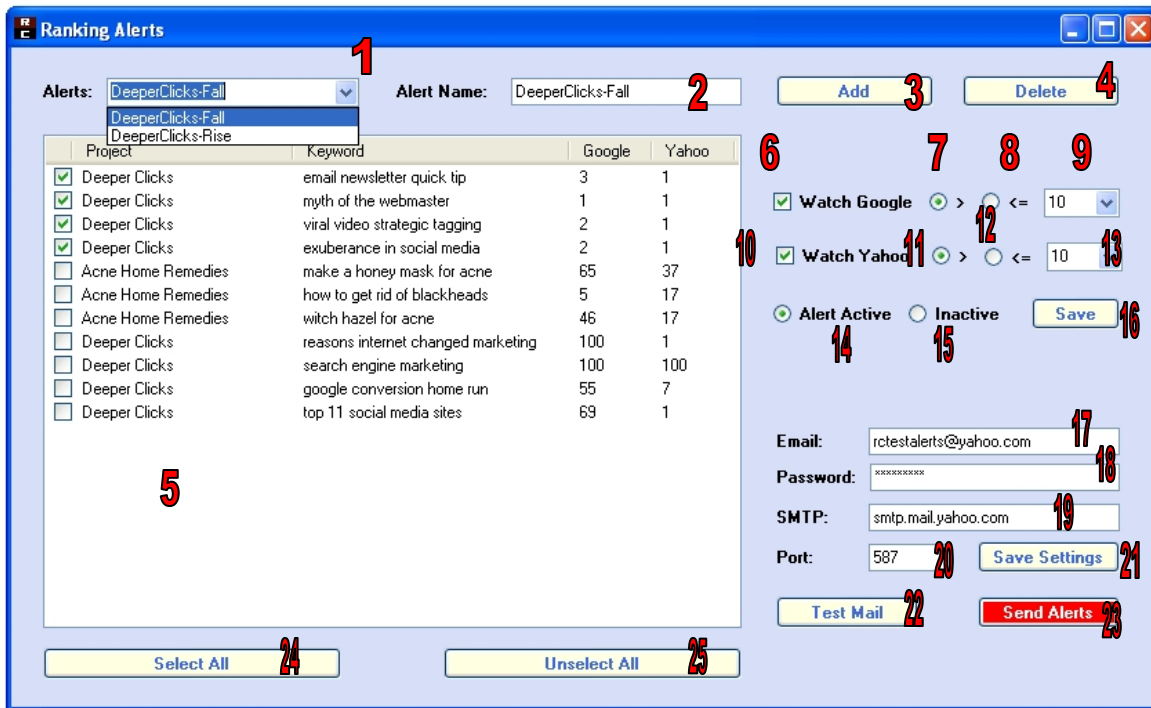 RC Ranking Alerts
1
Alerts: DeeperClicks-Fall Alert Name: DeeperClicks-Fall 2 Add 3 Delete 4
DeeperClicks-Fall
DeeperClicks-Rise
Project Keyword Google Yahoo 6 7 8 9
Deeper Clicks email newsletter quick tip 3 1
Deeper Clicks myth of the webmaster 1 1
Watch Google > <= 10
Deeper Clicks viral video strategic tagging 2 1
12
Deeper Clicks exuberance in social media 2 1
10 Watch Yahoo 11 > <= 10 13
Acne Home Remedies make a honey mask for acne 65 37
Acne Home Remedies how to get rid of blackheads 5 17
Acne Home Remedies witch hazel for acne 46 17
Alert Active Inactive Save 16
14 15
Deeper Clicks reasons internet changed marketing 100 1
Deeper Clicks search engine marketing 100 100
Deeper Clicks google conversion home run 55 7
Deeper Clicks top 11 social media sites 69 1
5
Email: rctestalerts@yahoo.com 17
Password: ********* 18
SMTP: smtp.mail.yahoo.com 19
Port: 587 20 Save Settings 21
Test Mail 22 Send Alerts 23
Select All 24 Unselect All 25